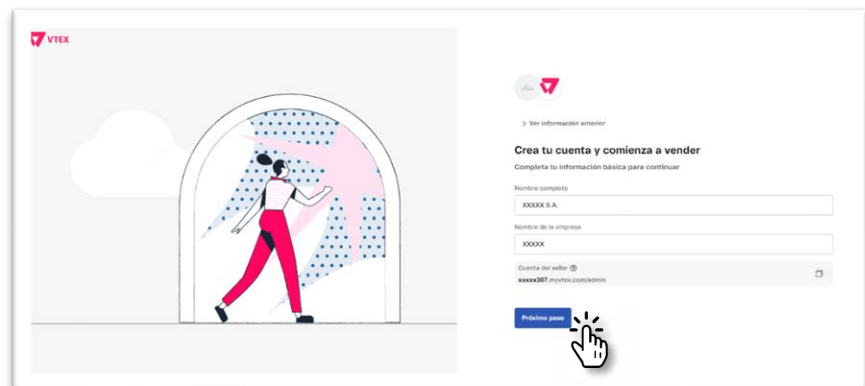 VTEX
> Ver información anterior
Crea tu cuenta y comienza a vender
Completa tu información básica para continuar
Nombre completo
XXXXX S A.
Nombre de la empresa
XXXXX
Cuenta del seller
xxxxx307.myvtex.com/admin
Próximo paso